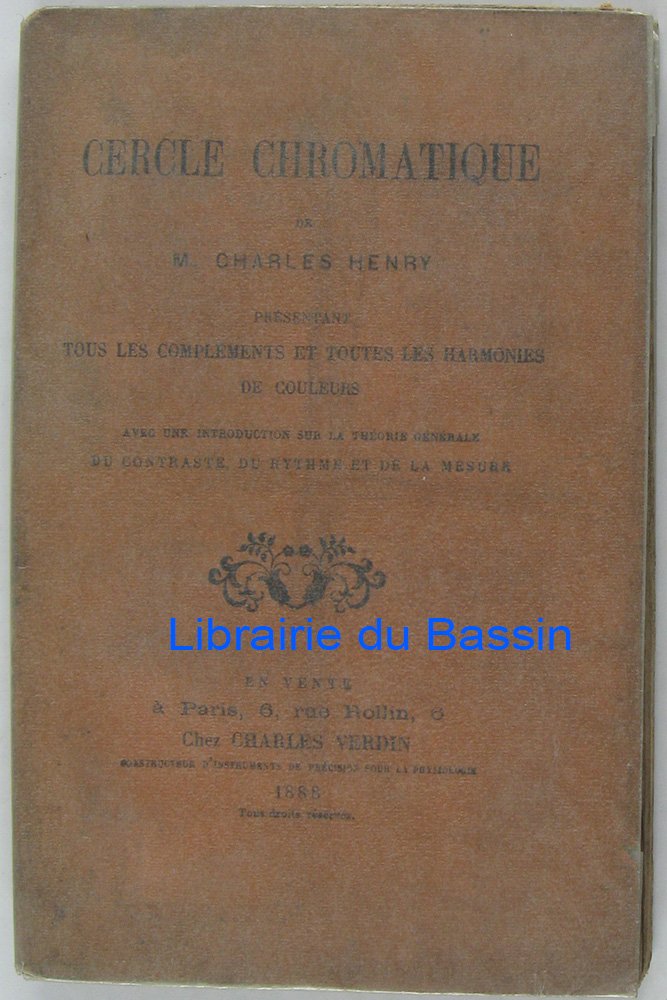 CERCLE CHROMATIQUE
DE
M. CHARLES HENRY
PRÉSENTANT
TOUS LES COMPLÉMENTS ET TOUTES LES HARMONIES
DE COULEURS
AVEC UNE INTRODUCTION SUR LA THÉORIE GÉNÉRALE
DU CONTRASTE, DU RYTHME ET DE LA MESURE
Librairie du Bassin
EN VENTE
à Paris, 6, rue Rollin, 6
Chez CHARLES VERDIN
CONSTRUCTEUR D'INSTRUMENTS DE PRÉCISION POUR LA PHYSIOLOGIE
1888
Tous droits réservés.